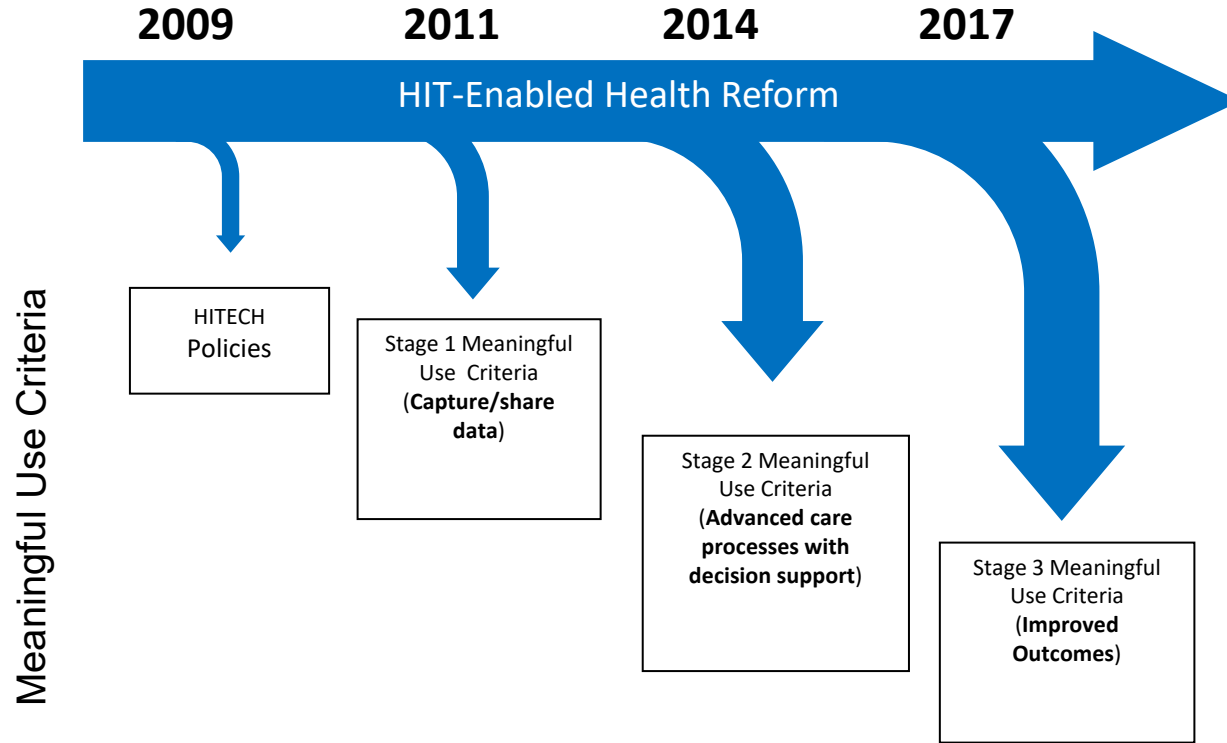 2009 2011 2014 2017
HIT-Enabled Health Reform
Meaningful Use Criteria
HITECH
Policies
Stage 1 Meaningful
Use Criteria
(Capture/share
data)
Stage 2 Meaningful
Use Criteria
(Advanced care
processes with
decision support)
Stage 3 Meaningful
Use Criteria
(Improved
Outcomes)